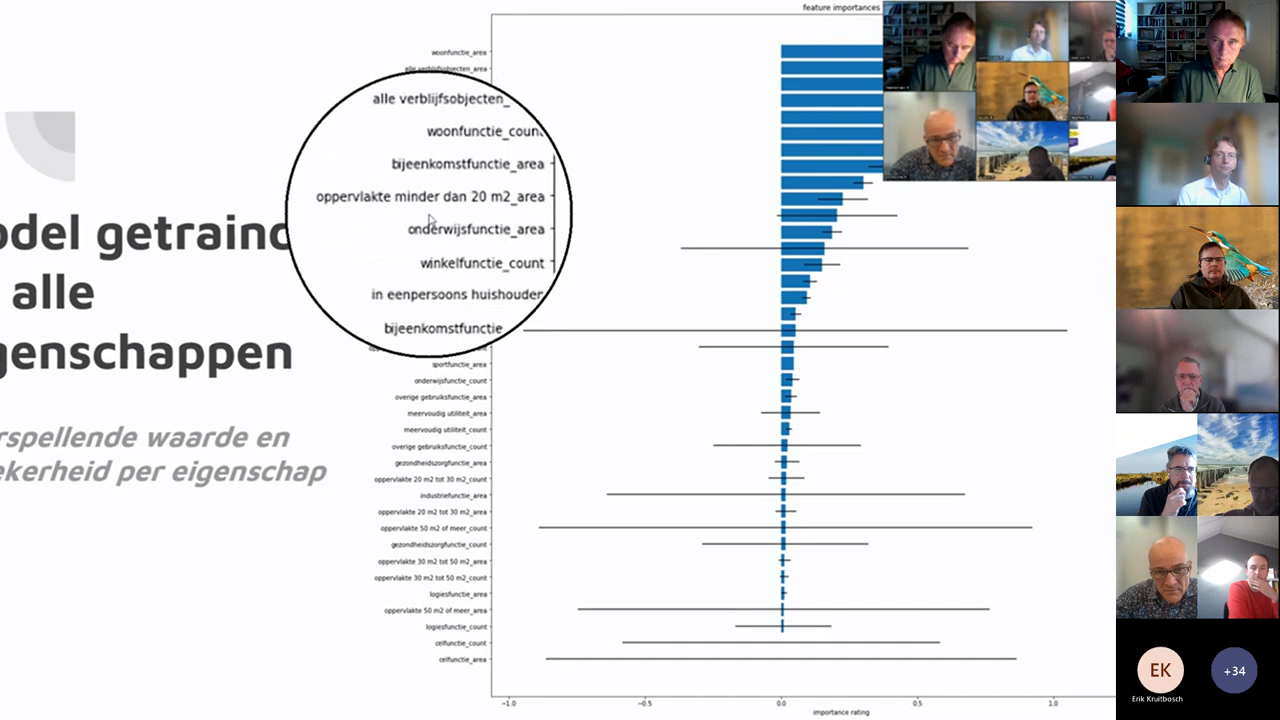 feature importances
woonfunctie_area
alle verblijfsobjecten_area
alle verblijfsobjecten_
woonfunctie_count
bijeenkomstfunctie_area
oppervlakte minder dan 20 m2_area
onderwijsfunctie_area
winkelfunctie_count
in eenpersoons huishouden
bijeenkomstfunctie
sportfunctie_area
onderwijsfunctie_count
overige gebruiksfunctie_area
meervoudig utiliteit_area
meervoudig utiliteit_count
overige gebruiksfunctie_count
gezondheidszorgfunctie_area
oppervlakte 20 m2 tot 30 m2_count
industriefunctie_area
oppervlakte 20 m2 tot 30 m2_area
oppervlakte 50 m2 of meer_count
gezondheidszorgfunctie_count
oppervlakte 30 m2 tot 50 m2_area
oppervlakte 30 m2 tot 50 m2_count
logiesfunctie_area
oppervlakte 50 m2 of meer_area
logiesfunctie_count
celfunctie_count
celfunctie_area
−1.0 −0.5 0.0 0.5 1.0
importance rating
odel getraind
alle
genschappen
rspellende waarde en
ekerheid per eigenschap
EK
Erik Kruitbosch
+34